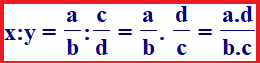 x:y = a/b : c/d = a/b . d/c = a.d/b.c